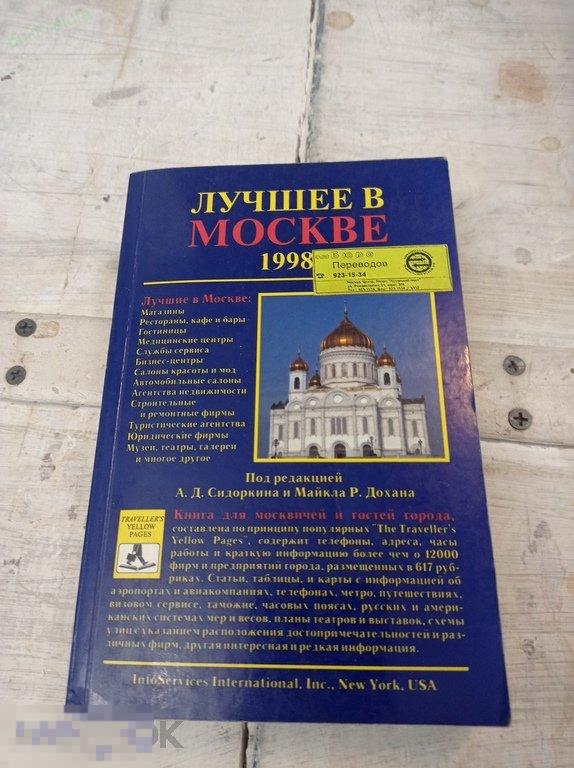 ЛУЧШЕЕ В
МОСКВЕ
1998
Бюро
Переводов
☎ 923-15-34
Лучшие в Москве:
Магазины
Рестораны, кафе и бары
Гостиницы
Медицинские центры
Службы сервиса
Бизнес-центры
Салоны красоты и мод
Автомобильные салоны
Агентства недвижимости
Строительные
и ремонтные фирмы
Туристические агентства
Юридические фирмы
Музеи, театры, галереи
и многое другое
Под редакцией
А. Д. Сидоркина и Майкла Р. Дохана
TRAVELLER'S
YELLOW
PAGES
Книга для москвичей и гостей города,
составлена по принципу популярных "The Traveller's
Yellow Pages", содержит телефоны, адреса, часы
работы и краткую информацию более чем о 12000
фирм и предприятий города, размещенных в 617 руб-
риках. Статьи, таблицы, и карты с информацией об
аэропортах и авиакомпаниях, телефонах, метро, путешествиях,
визовом сервисе, таможне, часовых поясах, русских и амери-
канских системах мер и весов, планы театров и выставок, схемы
улиц с указанием расположения достопримечательностей и раз-
личных фирм, другая интересная и редкая информация.
InfoServices International, Inc., New York, USA